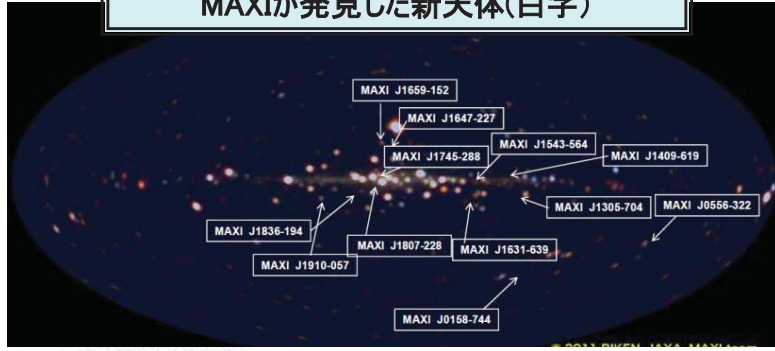 MAXIが発見した新天体(白字)
MAXI J1659-152
MAXI J1647-227
MAXI J1543-564
MAXI J1745-288
MAXI J1409-619
MAXI J1305-704
MAXI J0556-322
MAXI J1836-194
MAXI J1807-228
MAXI J1631-639
MAXI J1910-057
MAXI J0158-744
© 2011 RIKEN, JAXA, MAXI team